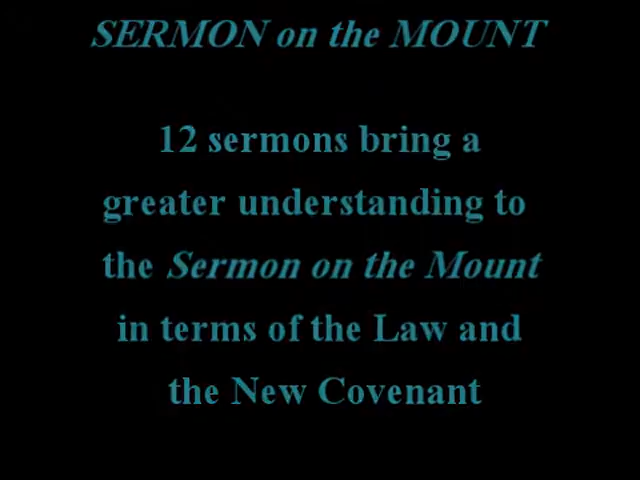 SERMON on the MOUNT
12 sermons bring a
greater understanding to
the Sermon on the Mount
in terms of the Law and
the New Covenant